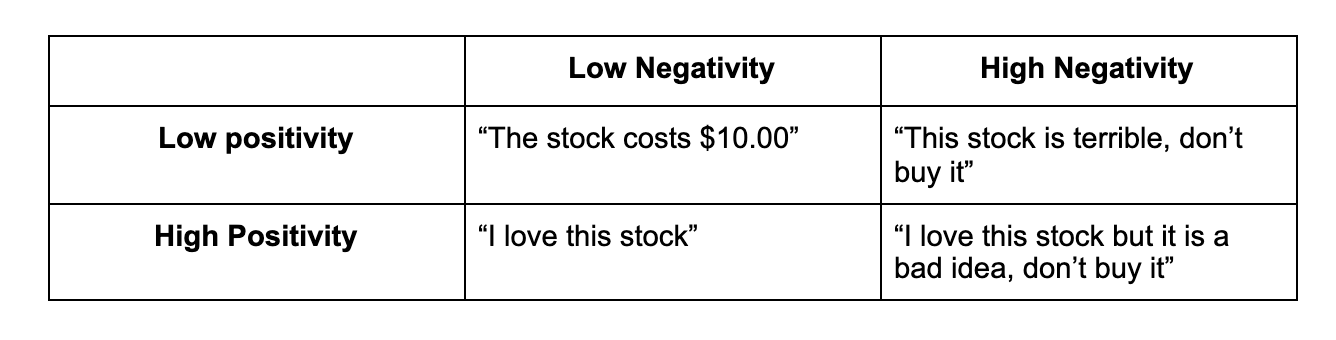 Low Negativity
High Negativity
Low positivity
“The stock costs $10.00”
“This stock is terrible, don’t
buy it”
High Positivity
“I love this stock”
“I love this stock but it is a
bad idea, don’t buy it”